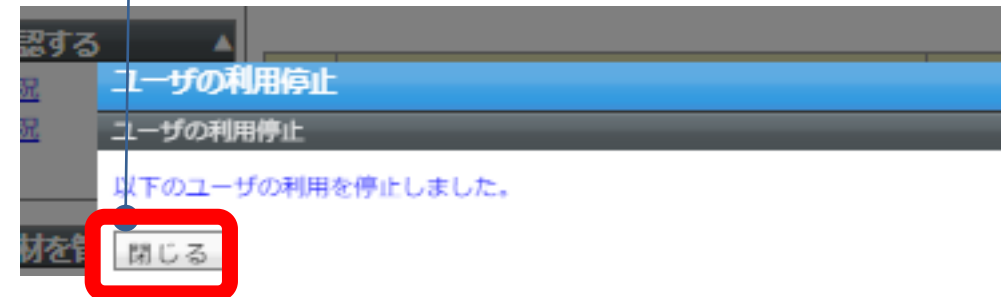 認する ▲
況
ユーザの利用停止
況
ユーザの利用停止
以下のユーザの利用を停止しました。
材を管
閉じる